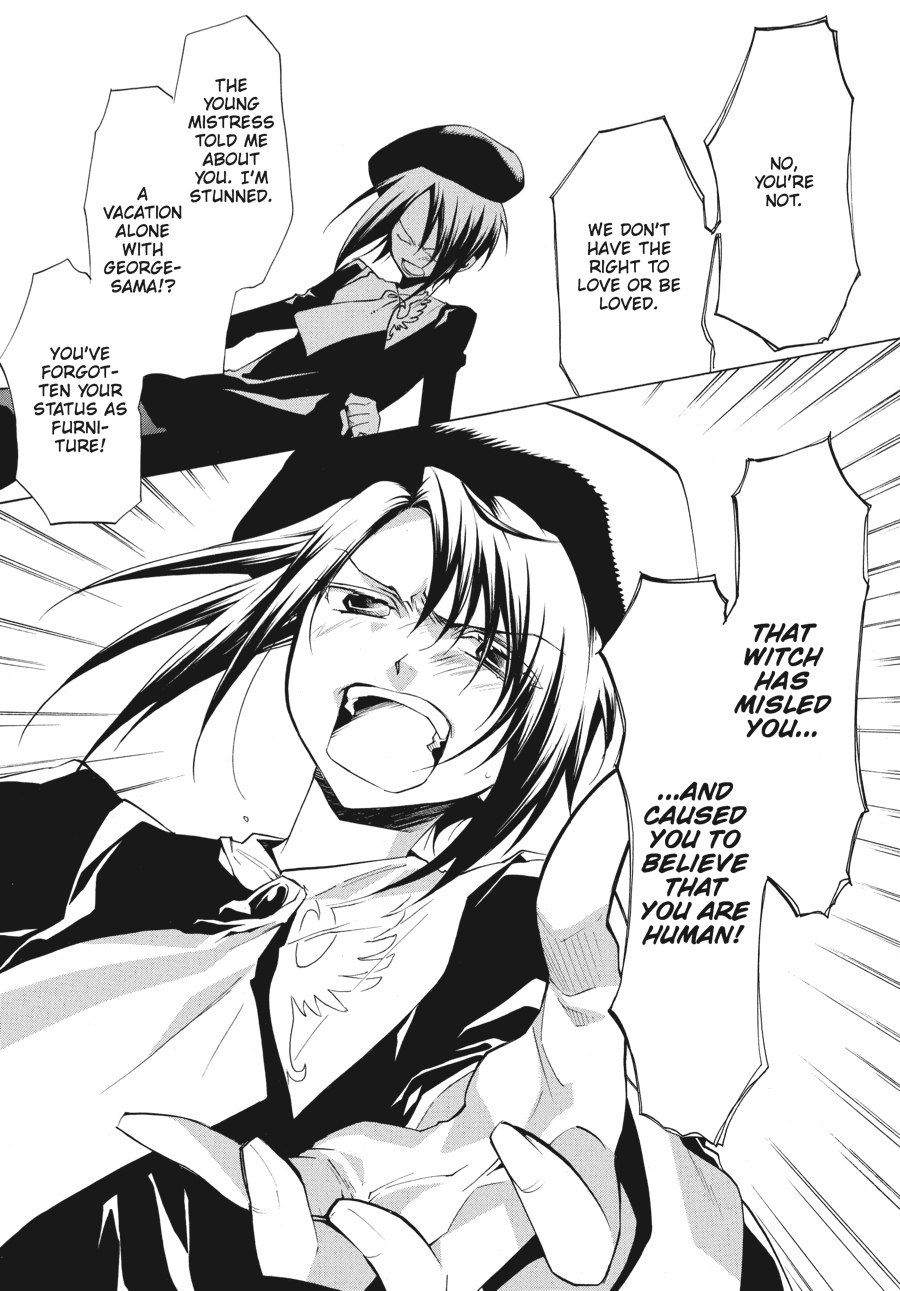 NO,
YOU'RE
NOT.
WE DON'T
HAVE THE
RIGHT TO
LOVE OR BE
LOVED.
THE
YOUNG
MISTRESS
TOLD ME
ABOUT
YOU. I'M
STUNNED.
A
VACATION
ALONE
WITH
GEORGE-
SAMA!?
YOU'VE
FORGOT-
TEN YOUR
STATUS AS
FURNI-
TURE!
THAT
WITCH
HAS
MISLED
YOU...
...AND
CAUSED
YOU TO
BELIEVE
THAT
YOU ARE
HUMAN!